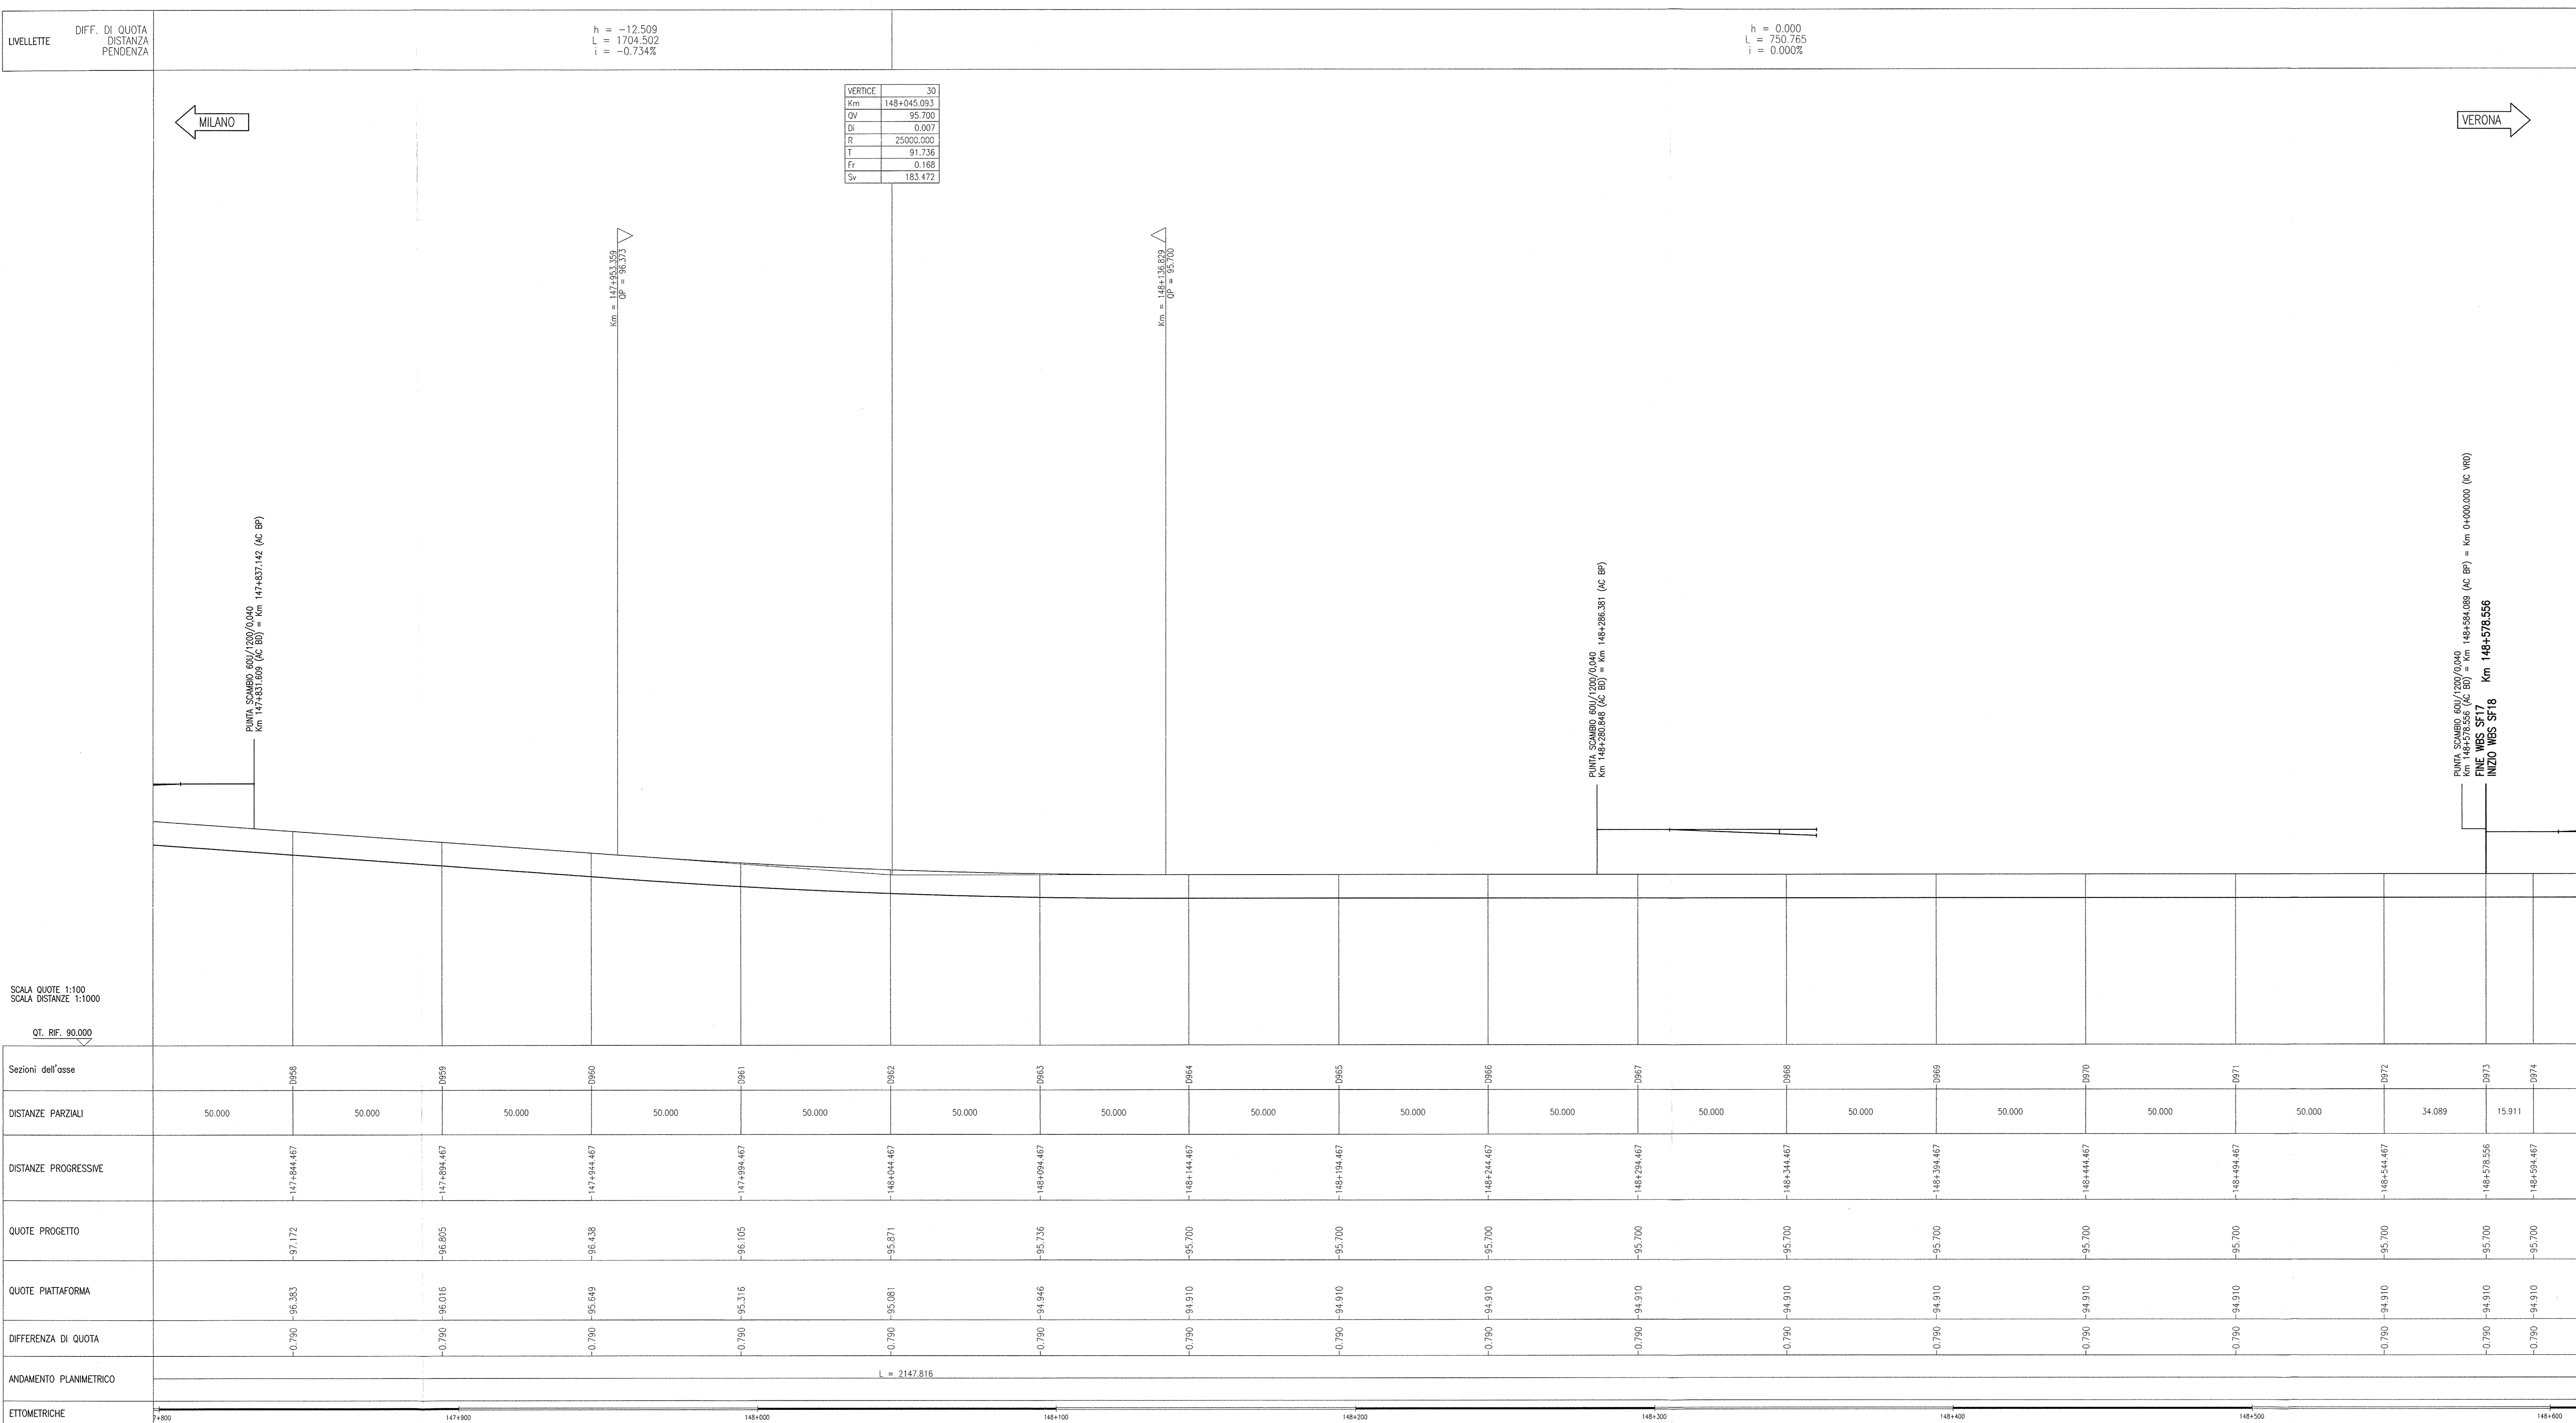 LIVELLETTE
DIFF. DI QUOTA
DISTANZA
PENDENZA
h = -12.509
L = 1704.502
i = -0.734%
h = 0.000
L = 750.765
i = 0.000%
MILANO
VERONA
VERTICE 30
Km 148+045.093
QV 95.700
Di 0.007
R 25000.000
T 91.736
Fr 0.168
Sv 183.472
Km = 147+953.359
QP = 96.373
Km = 148+136.829
QP = 95.700
PUNTA SCAMBIO 60U/1200/0,040
Km 147+831.609 (AC BD) = Km 147+837.142 (AC BP)
PUNTA SCAMBIO 60U/1200/0,040
Km 148+280.848 (AC BD) = Km 148+286.381 (AC BP)
PUNTA SCAMBIO 60U/1200/0,040
Km 148+578.556 (AC BD) = Km 148+584.089 (AC BP) = Km 0+000.000 (IC VRD)
FINE WBS SF17
INIZIO WBS SF18 Km 148+578.556
SCALA QUOTE 1:100
SCALA DISTANZE 1:1000
QT. RIF. 90.000
Sezioni dell'asse D958 D959 D960 D961 D962 D963 D964 D965 D966 D967 D968 D969 D970 D971 D972 D973 D974
DISTANZE PARZIALI 50.000 50.000 50.000 50.000 50.000 50.000 50.000 50.000 50.000 50.000 50.000 50.000 50.000 50.000 50.000 34.089 15.911
DISTANZE PROGRESSIVE 147+844.467 147+894.467 147+944.467 147+994.467 148+044.467 148+094.467 148+144.467 148+194.467 148+244.467 148+294.467 148+344.467 148+394.467 148+444.467 148+494.467 148+544.467 148+578.556 148+594.467
QUOTE PROGETTO 97.172 96.805 96.438 96.105 95.871 95.736 95.700 95.700 95.700 95.700 95.700 95.700 95.700 95.700 95.700 95.700 95.700
QUOTE PIATTAFORMA 96.383 96.016 95.649 95.316 95.081 94.946 94.910 94.910 94.910 94.910 94.910 94.910 94.910 94.910 94.910 94.910 94.910
DIFFERENZA DI QUOTA 0.790 0.790 0.790 0.790 0.790 0.790 0.790 0.790 0.790 0.790 0.790 0.790 0.790 0.790 0.790 0.790 0.790
ANDAMENTO PLANIMETRICO L = 2147.816
ETTOMETRICHE 7+800 147+900 148+000 148+100 148+200 148+300 148+400 148+500 148+600